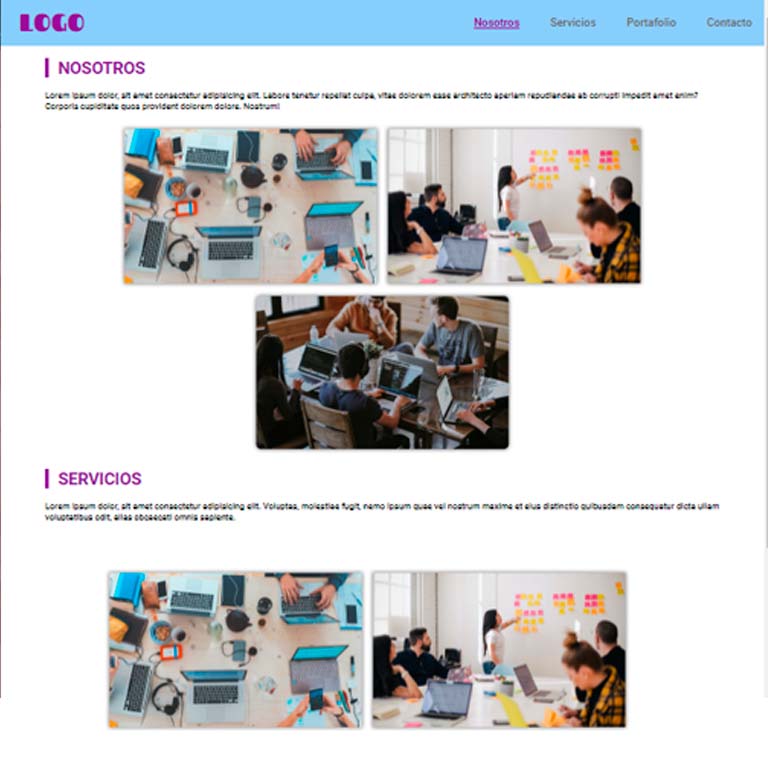 LOGO
Nosotros Servicios Portafolio Contacto
NOSOTROS
Lorem ipsum dolor, sit amet consectetur adipisicing elit. Labore tenetur repellat culpa, vitae dolorem esse architecto aperiam repudiandae ab corrupti impedit amet enim?
Corporis cupiditate quos provident dolorem dolore. Nostrum!
SERVICIOS
Lorem ipsum dolor, sit amet consectetur adipisicing elit. Voluptas, molestiae fugit, nemo ipsum quae vel nostrum maxime et eius distinctio quibusdam consequatur dicta ullam
voluptatibus odit, alias obcaecati omnis sapiente.